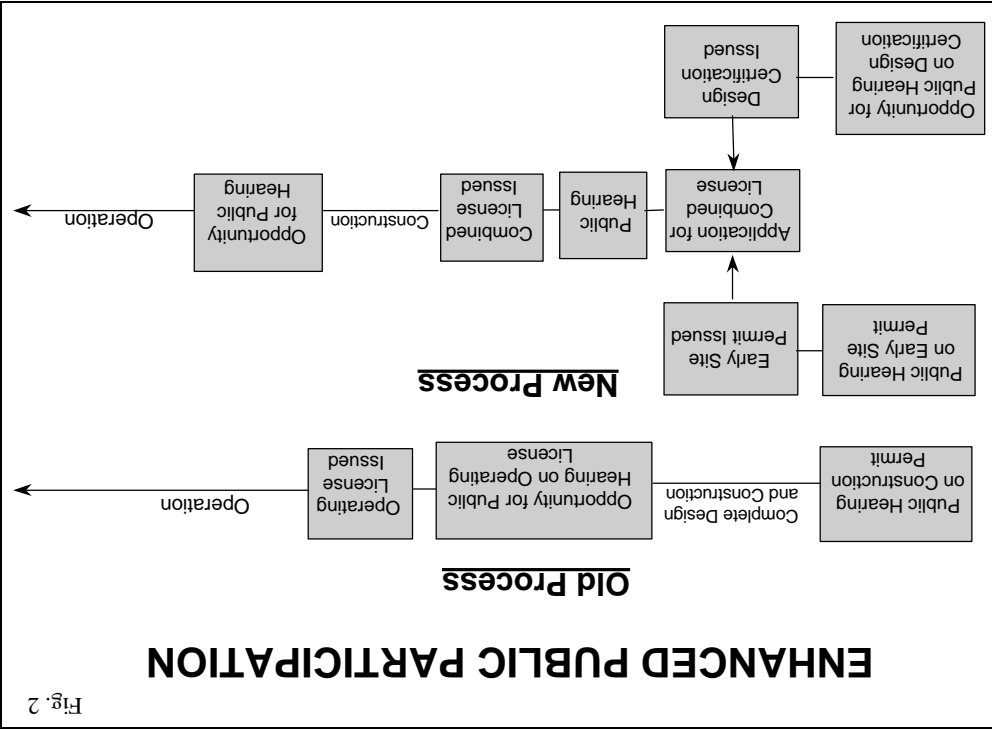 Fig. 2
ENHANCED PUBLIC PARTICIPATION
Old Process
Public Hearing
on Construction
Permit
Complete Design
and Construction
Opportunity for Public
Hearing on Operating
License
Operating
License
Issued
Operation
New Process
Public Hearing
on Early Site
Permit
Early Site
Permit Issued
Application for
Combined
License
Public
Hearing
Combined
License
Issued
Construction
Opportunity
for Public
Hearing
Operation
Opportunity for
Public Hearing
on Design
Certification
Design
Certification
Issued